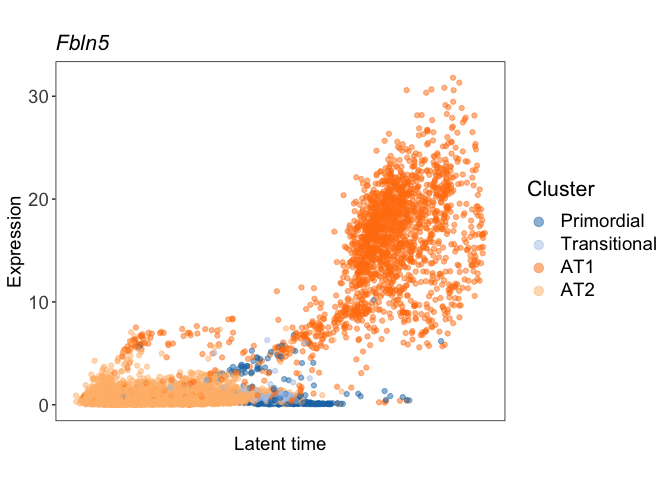 Fbln5
30
20
10
0
Expression
Latent time
Cluster
Primordial
Transitional
AT1
AT2